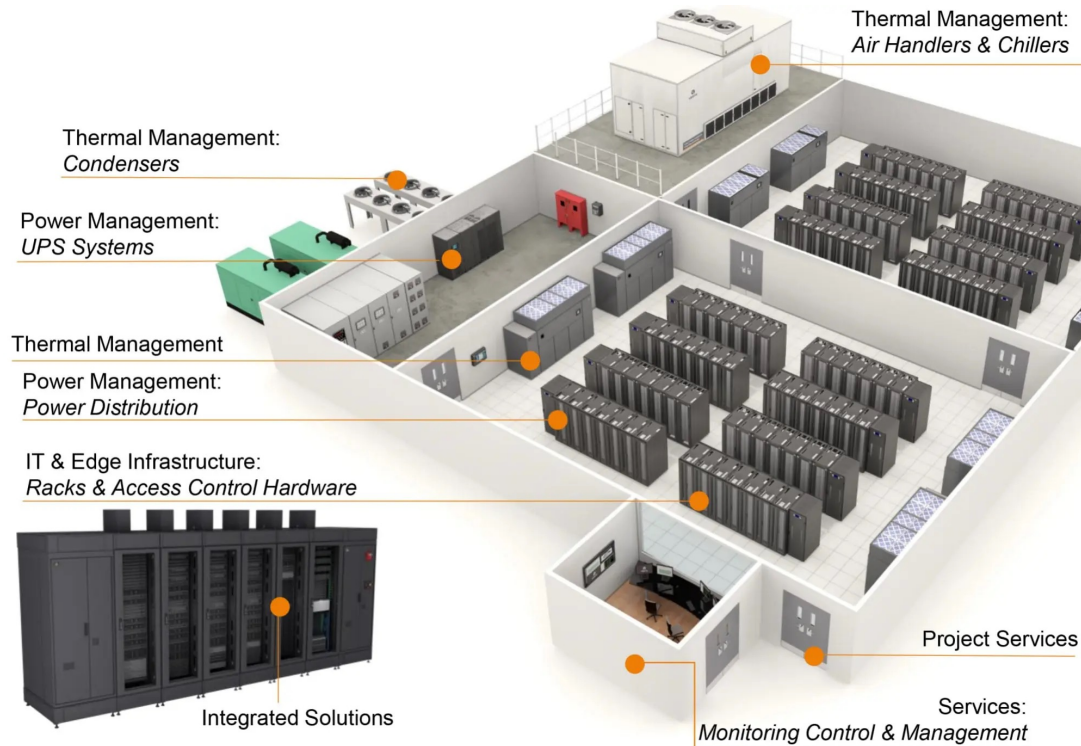 Thermal Management:
Air Handlers & Chillers
Thermal Management:
Condensers
Power Management:
UPS Systems
Thermal Management
Power Management:
Power Distribution
IT & Edge Infrastructure:
Racks & Access Control Hardware
Integrated Solutions
Project Services
Services:
Monitoring Control & Management